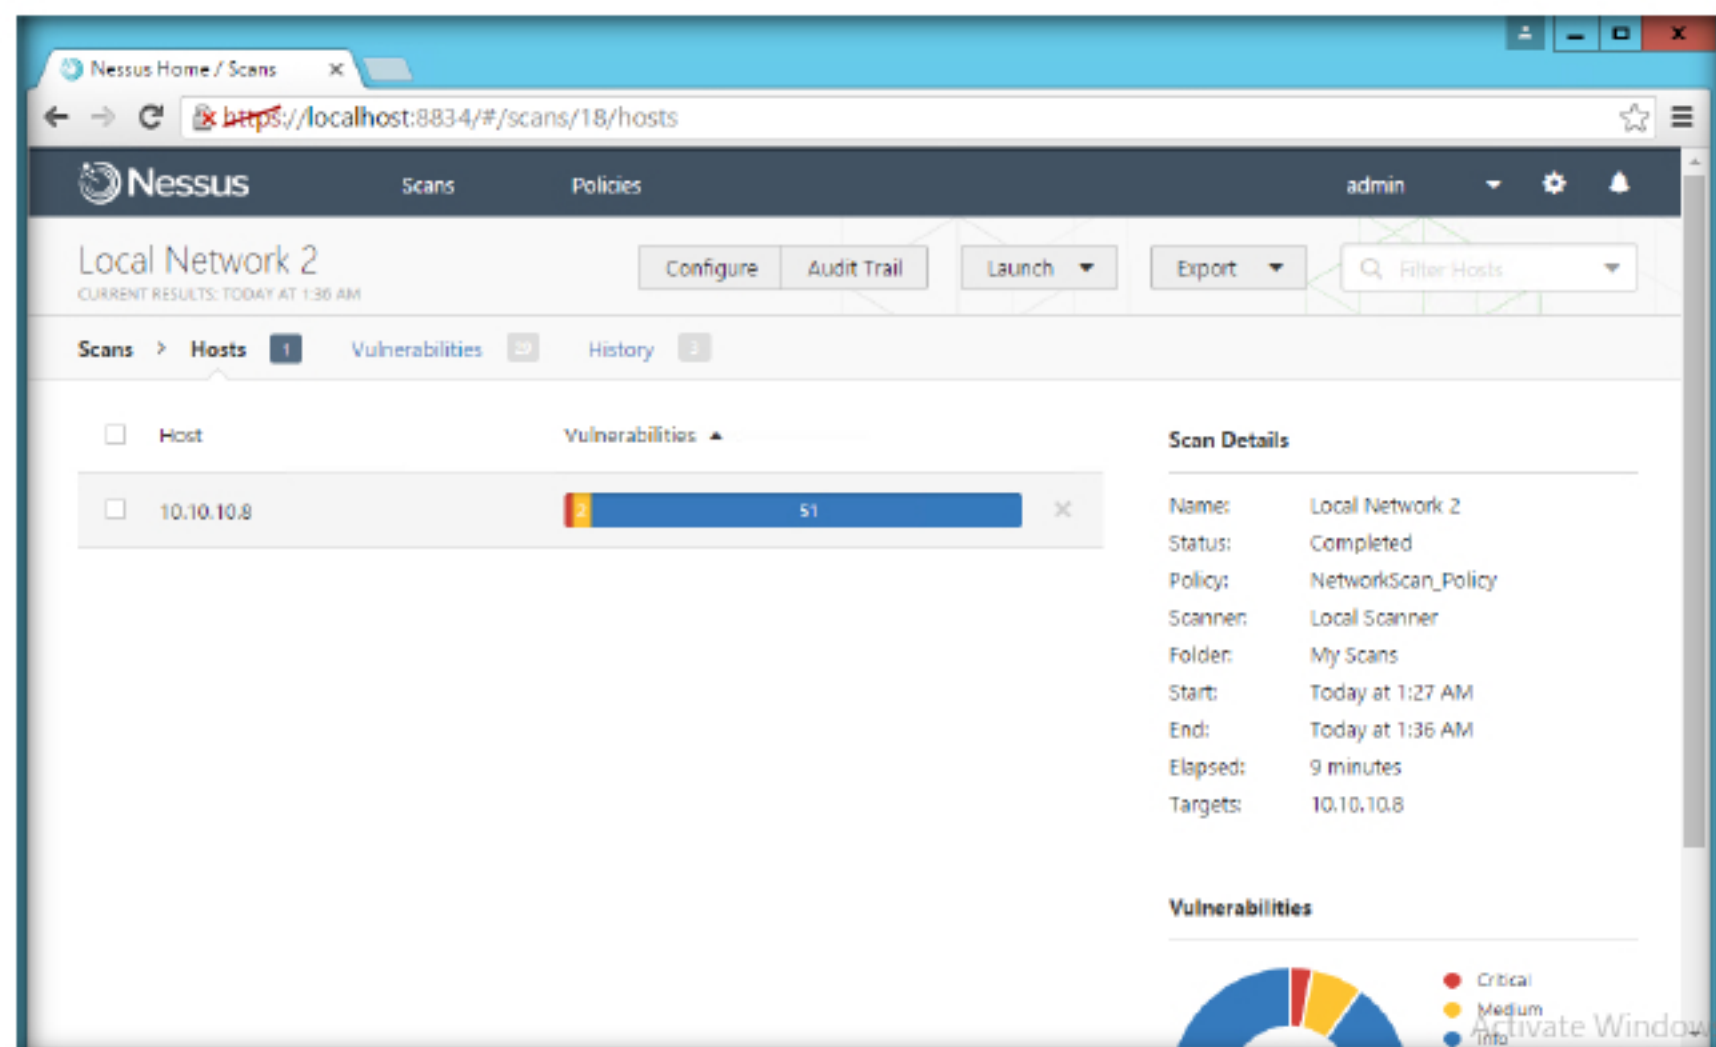 Nessus Home / Scans
https://localhost:8834/#/scans/18/hosts
Nessus Scans Policies admin
Local Network 2
CURRENT RESULTS: TODAY AT 1:36 AM
Configure Audit Trail Launch Export Filter Hosts
Scans > Hosts 1 Vulnerabilities 29 History 3
Host Vulnerabilities
10.10.10.8 2 51
Scan Details
Name: Local Network 2
Status: Completed
Policy: NetworkScan_Policy
Scanner: Local Scanner
Folder: My Scans
Start: Today at 1:27 AM
End: Today at 1:36 AM
Elapsed: 9 minutes
Targets: 10.10.10.8
Vulnerabilities
Critical
Medium
Info
Activate Window